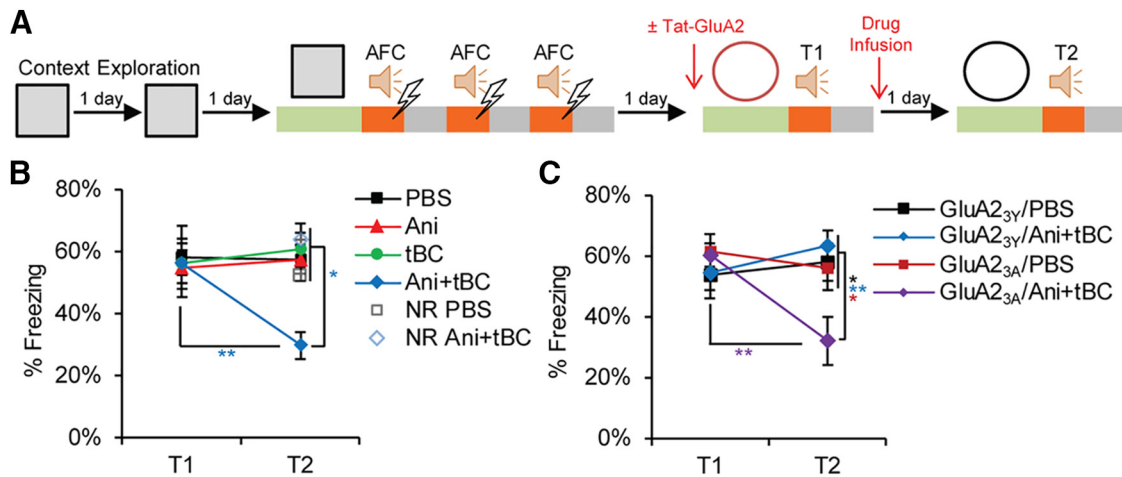 A
Context Exploration
1 day
1 day
AFC
AFC
AFC
1 day
± Tat-GluA2
T1
Drug
Infusion
1 day
T2
B
% Freezing
80%
60%
40%
20%
0%
T1
T2
**
*
PBS
Ani
tBC
Ani+tBC
NR PBS
NR Ani+tBC
C
% Freezing
80%
60%
40%
20%
0%
T1
T2
**
*
**
*
GluA23Y/PBS
GluA23Y/Ani+tBC
GluA23A/PBS
GluA23A/Ani+tBC